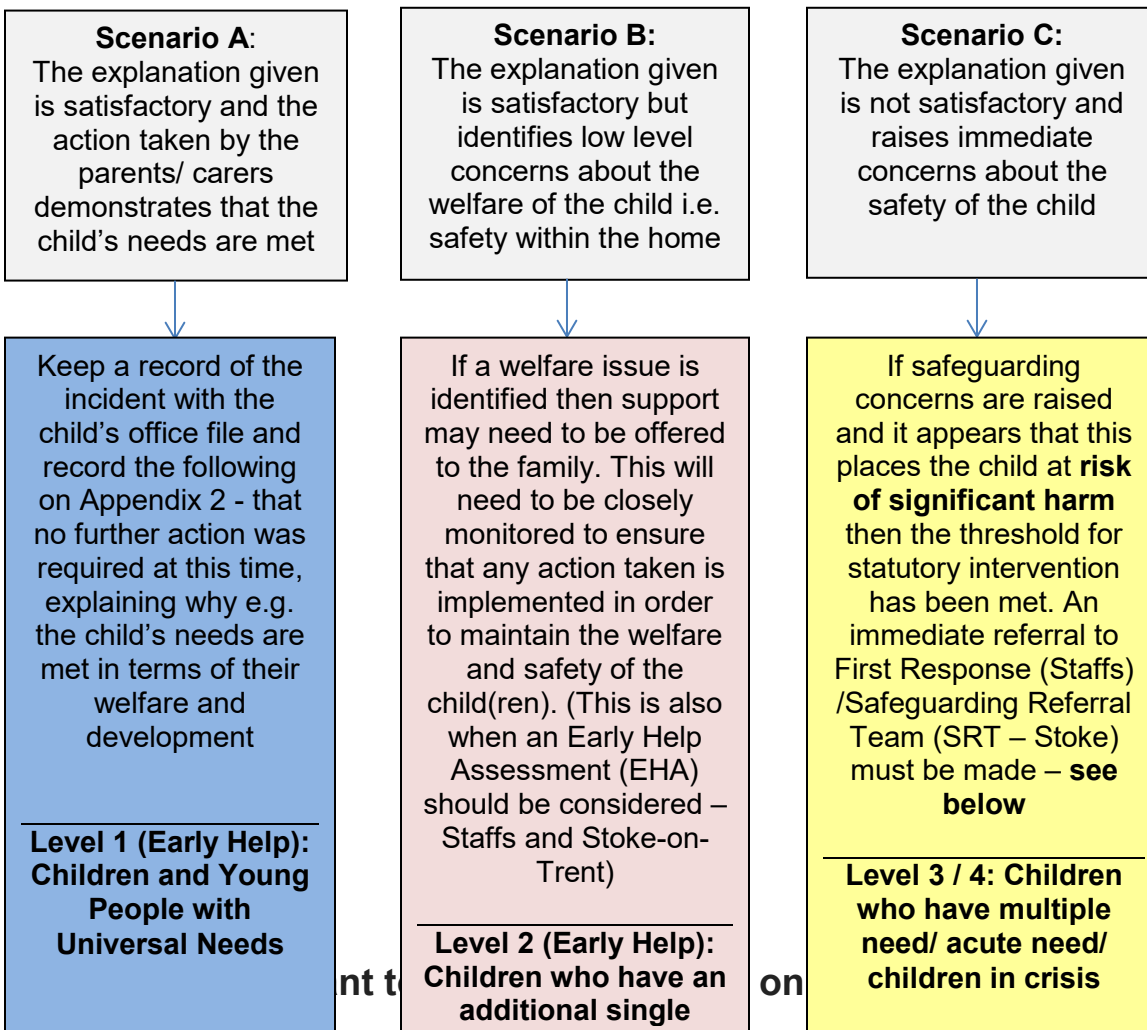 Scenario A:
The explanation given
is satisfactory and the
action taken by the
parents/ carers
demonstrates that the
child's needs are met
Scenario B:
The explanation given
is satisfactory but
identifies low level
concerns about the
welfare of the child i.e.
safety within the home
Scenario C:
The explanation given
is not satisfactory and
raises immediate
concerns about the
safety of the child
Keep a record of the
incident with the
child's office file and
record the following
on Appendix 2 - that
no further action was
required at this time,
explaining why e.g.
the child's needs are
met in terms of their
welfare and
development
Level 1 (Early Help):
Children and Young
People with
Universal Needs
If a welfare issue is
identified then support
may need to be offered
to the family. This will
need to be closely
monitored to ensure
that any action taken is
implemented in order
to maintain the welfare
and safety of the
child(ren). (This is also
when an Early Help
Assessment (EHA)
should be considered –
Staffs and Stoke-on-
Trent)
Level 2 (Early Help):
Children who have an
additional single
If safeguarding
concerns are raised
and it appears that this
places the child at risk
of significant harm
then the threshold for
statutory intervention
has been met. An
immediate referral to
First Response (Staffs)
/Safeguarding Referral
Team (SRT – Stoke)
must be made – see
below
Level 3 / 4: Children
who have multiple
need/ acute need/
children in crisis
on